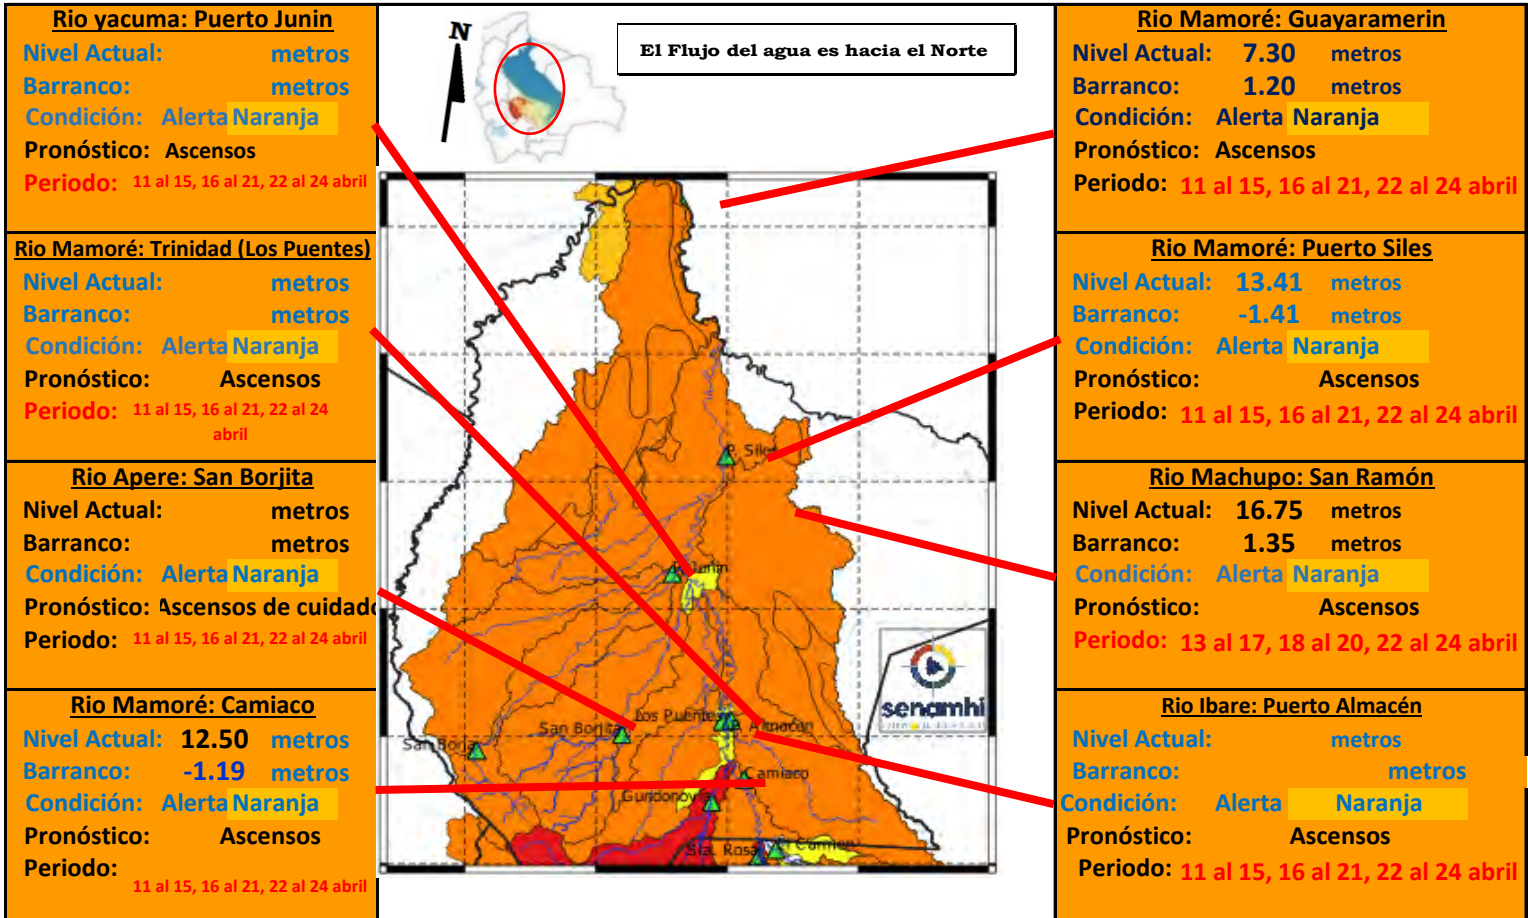 Rio yacuma: Puerto Junin
Nivel Actual: metros
Barranco: metros
Condición: Alerta Naranja
Pronóstico: Ascensos
Periodo: 11 al 15, 16 al 21, 22 al 24 abril
Rio Mamoré: Trinidad (Los Puentes)
Nivel Actual: metros
Barranco: metros
Condición: Alerta Naranja
Pronóstico: Ascensos
Periodo: 11 al 15, 16 al 21, 22 al 24
abril
Rio Apere: San Borjita
Nivel Actual: metros
Barranco: metros
Condición: Alerta Naranja
Pronóstico: Ascensos de cuidado
Periodo: 11 al 15, 16 al 21, 22 al 24 abril
Rio Mamoré: Camiaco
Nivel Actual: 12.50 metros
Barranco: -1.19 metros
Condición: Alerta Naranja
Pronóstico: Ascensos
Periodo:
11 al 15, 16 al 21, 22 al 24 abril
N
El Flujo del agua es hacia el Norte
P. Siles
P. Junin
Los Puentes
P. Almacén
San Borjita
San Borja
Camiaco
Gundonovia
Sta. Rosa
El Carmen
senamhi
Rio Mamoré: Guayaramerin
Nivel Actual: 7.30 metros
Barranco: 1.20 metros
Condición: Alerta Naranja
Pronóstico: Ascensos
Periodo: 11 al 15, 16 al 21, 22 al 24 abril
Rio Mamoré: Puerto Siles
Nivel Actual: 13.41 metros
Barranco: -1.41 metros
Condición: Alerta Naranja
Pronóstico: Ascensos
Periodo: 11 al 15, 16 al 21, 22 al 24 abril
Rio Machupo: San Ramón
Nivel Actual: 16.75 metros
Barranco: 1.35 metros
Condición: Alerta Naranja
Pronóstico: Ascensos
Periodo: 13 al 17, 18 al 20, 22 al 24 abril
Rio Ibare: Puerto Almacén
Nivel Actual: metros
Barranco: metros
Condición: Alerta Naranja
Pronóstico: Ascensos
Periodo: 11 al 15, 16 al 21, 22 al 24 abril